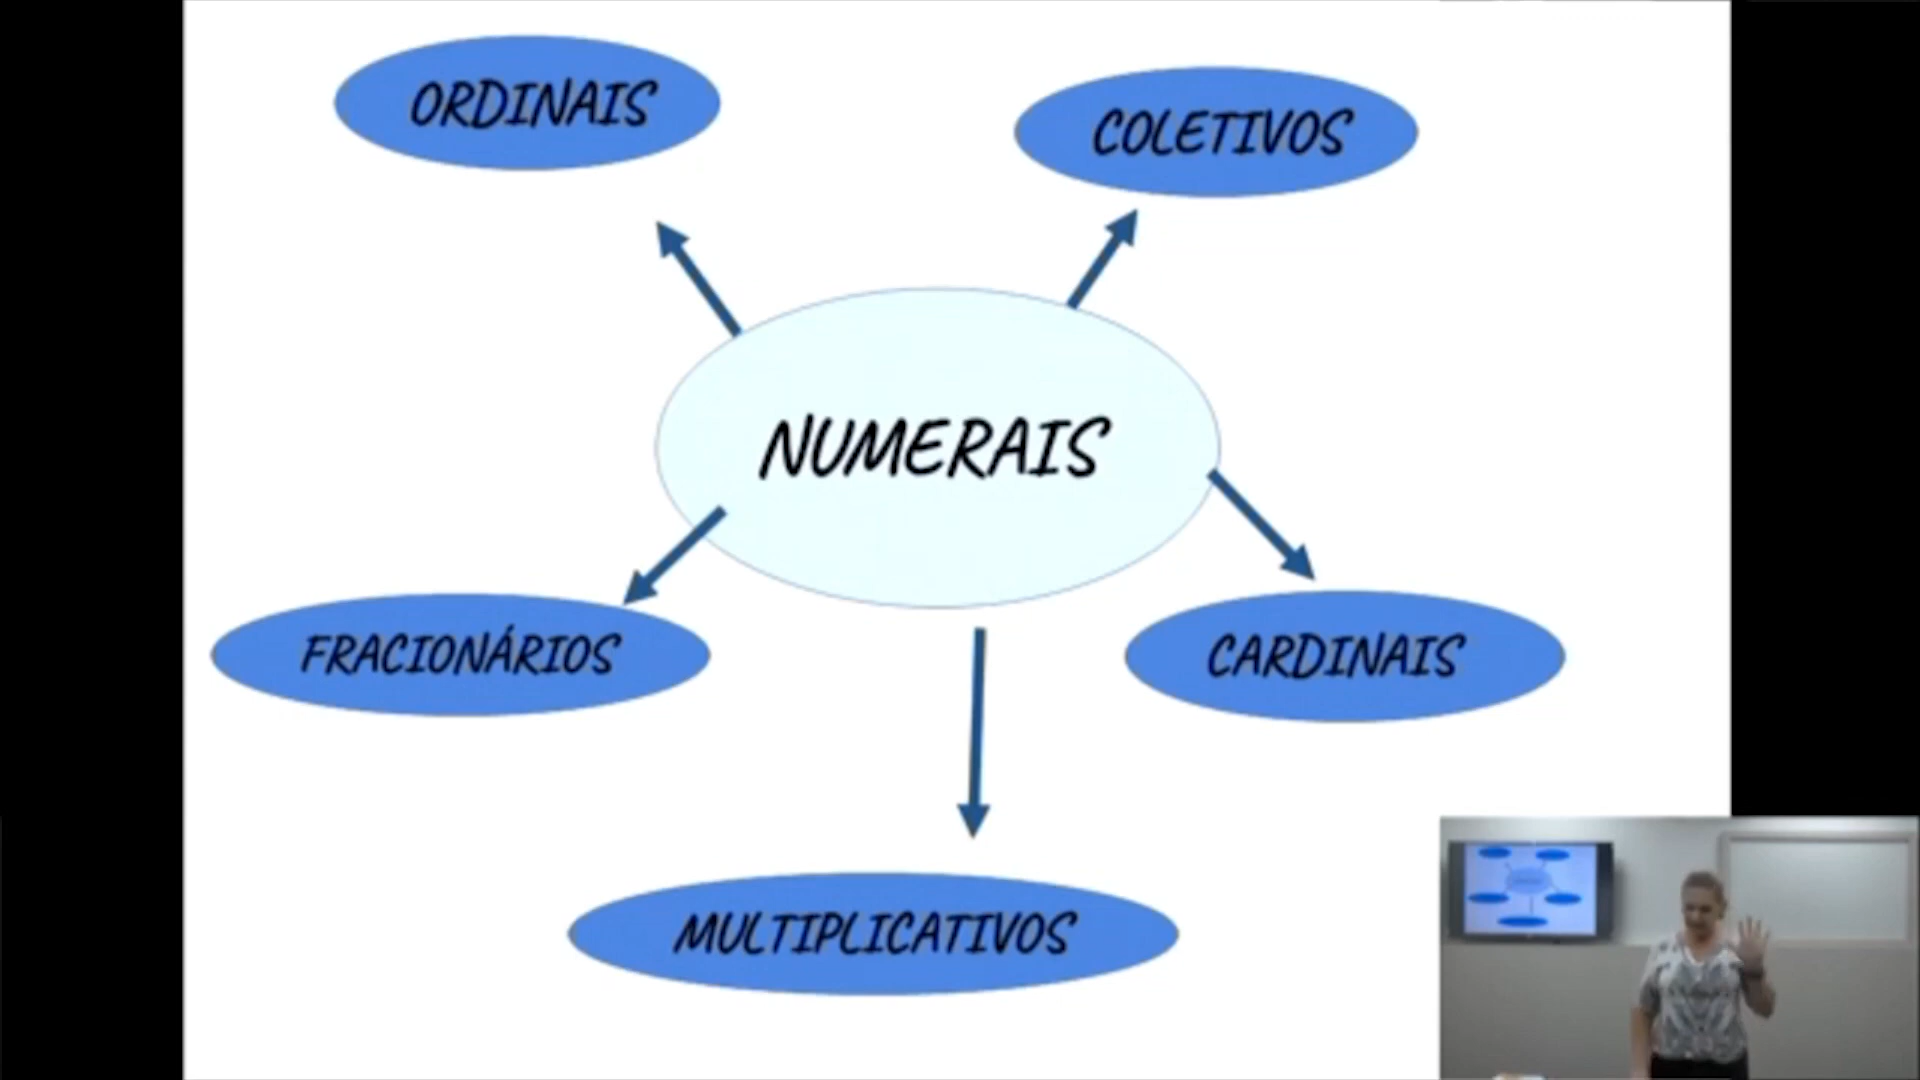 ORDINAIS
COLETIVOS
NUMERAIS
FRACIONÁRIOS
CARDINAIS
MULTIPLICATIVOS